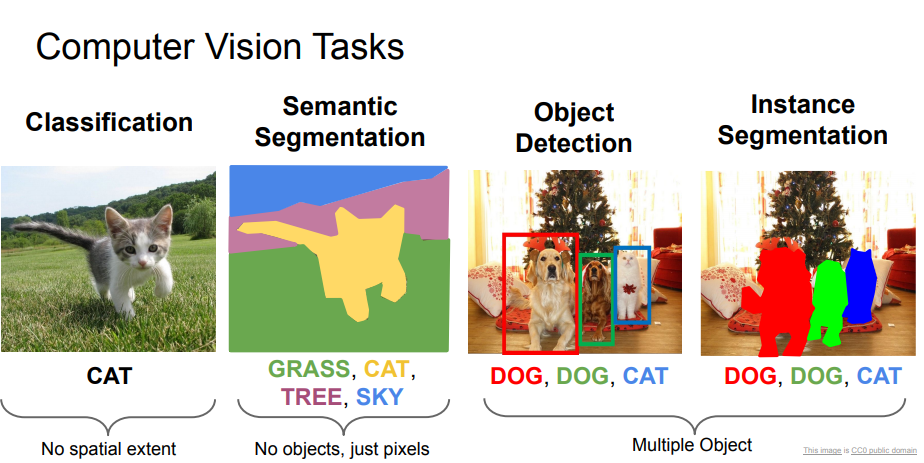 Computer Vision Tasks
Classification
Semantic
Segmentation
Object
Detection
Instance
Segmentation
CAT
GRASS, CAT,
TREE, SKY
DOG, DOG, CAT
DOG, DOG, CAT
No spatial extent
No objects, just pixels
Multiple Object
This image is CC0 public domain